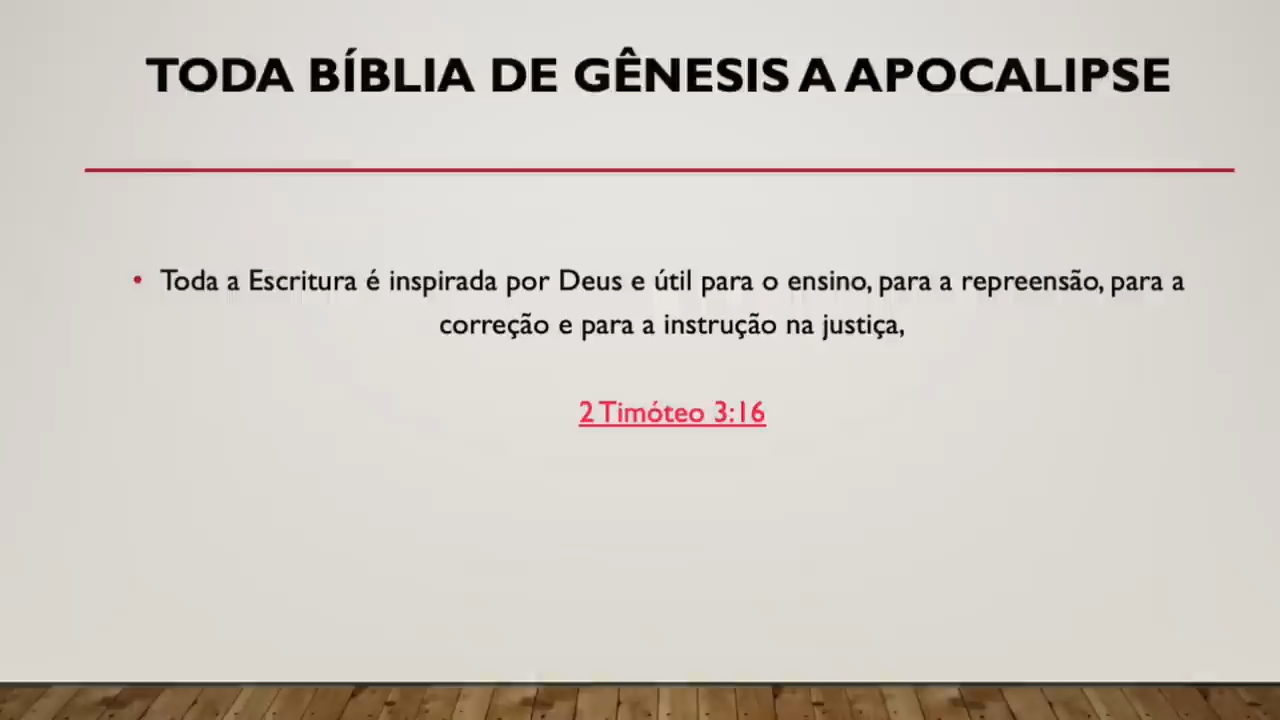 TODA BÍBLIA DE GÊNESIS A APOCALIPSE
• Toda a Escritura é inspirada por Deus e útil para o ensino, para a repreensão, para a
correção e para a instrução na justiça,
2 Timóteo 3:16